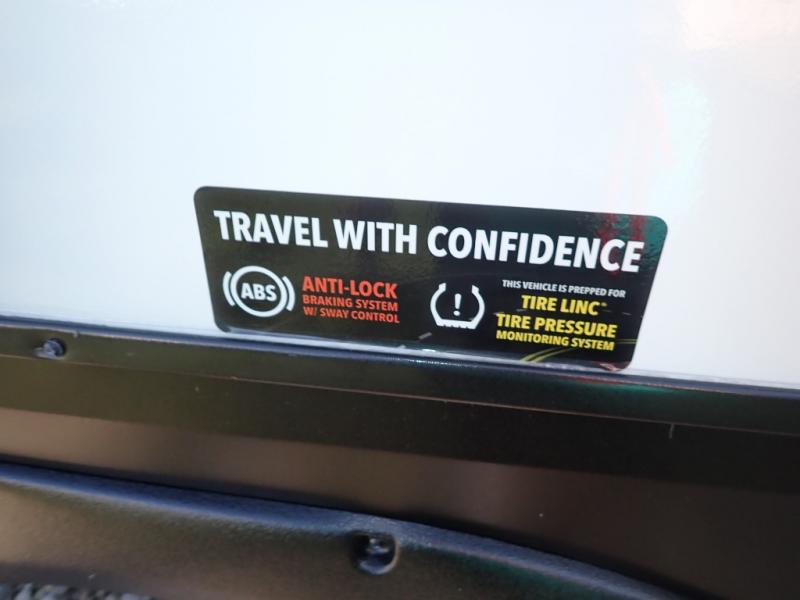 TRAVEL WITH CONFIDENCE
ABS
ANTI-LOCK
BRAKING SYSTEM
W/ SWAY CONTROL
!
THIS VEHICLE IS PREPPED FOR
TIRE LINC®
TIRE PRESSURE
MONITORING SYSTEM